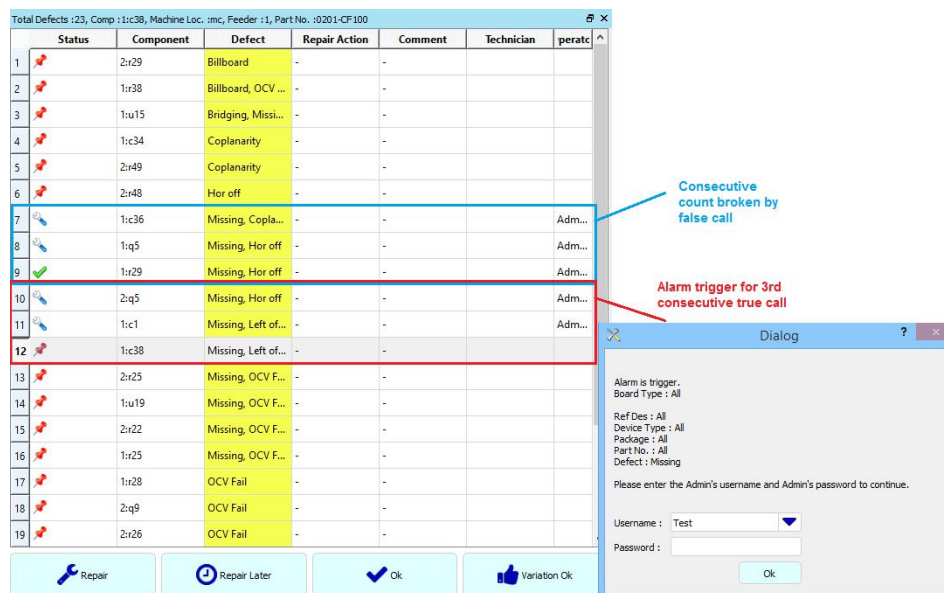 Total Defects :23, Comp :1:c38, Machine Loc. :mc, Feeder :1, Part No. :0201-CF100
Status Component Defect Repair Action Comment Technician peratc
1 2:r29 Billboard - -
2 1:r38 Billboard, OCV ... - -
3 1:u15 Bridging, Missi... - -
4 1:c34 Coplanarity - -
5 2:r49 Coplanarity - -
6 2:r48 Hor off - -
7 1:c36 Missing, Copla... - - Adm...
8 1:q5 Missing, Hor off - - Adm...
9 1:r29 Missing, Hor off - - Adm...
10 2:q5 Missing, Hor off - - Adm...
11 1:c1 Missing, Left of... - - Adm...
12 1:c38 Missing, Left of... - -
13 2:r25 Missing, OCV F... - -
14 1:u19 Missing, OCV F... - -
15 2:r22 Missing, OCV F... - -
16 1:r25 Missing, OCV F... - -
17 1:r28 OCV Fail - -
18 2:q9 OCV Fail - -
19 2:r26 OCV Fail - -
Repair Repair Later Ok Variation Ok
Consecutive
count broken by
false call
Alarm trigger for 3rd
consecutive true call
Dialog ?
Alarm is trigger.
Board Type : All
Ref Des : All
Device Type : All
Package : All
Part No. : All
Defect : Missing
Please enter the Admin's username and Admin's password to continue.
Username : Test
Password :
Ok